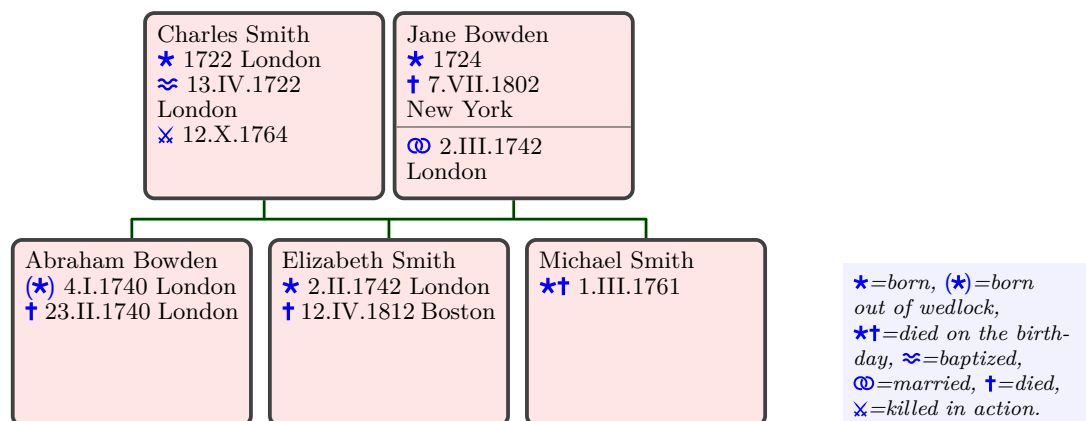 Charles Smith
* 1722 London
≈ 13.IV.1722
London
⚔ 12.X.1764
Jane Bowden
* 1724
† 7.VII.1802
New York
⚭ 2.III.1742
London
Abraham Bowden
(*) 4.I.1740 London
† 23.II.1740 London
Elizabeth Smith
* 2.II.1742 London
† 12.IV.1812 Boston
Michael Smith
*† 1.III.1761
*=born, (*)=born
out of wedlock,
*†=died on the birth-
day, ≈=baptized,
⚭=married, †=died,
⚔=killed in action.